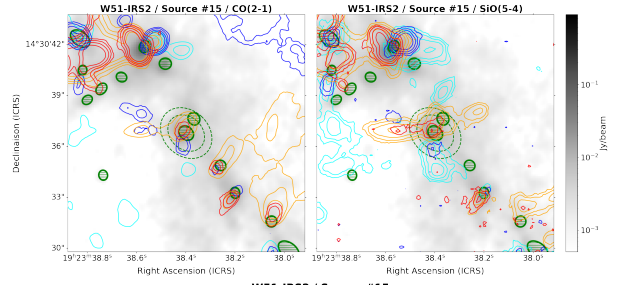 W51-IRS2 / Source #15 / CO(2-1)
W51-IRS2 / Source #15 / SiO(5-4)
14°30'42"
39"
36"
33"
30"
Declinaison (ICRS)
19ʰ23ᵐ38.8ˢ 38.6ˢ 38.4ˢ 38.2ˢ 38.0ˢ
19ʰ23ᵐ38.8ˢ 38.6ˢ 38.4ˢ 38.2ˢ 38.0ˢ
Right Ascension (ICRS)
Right Ascension (ICRS)
10⁻¹
10⁻²
10⁻³
Jy/beam